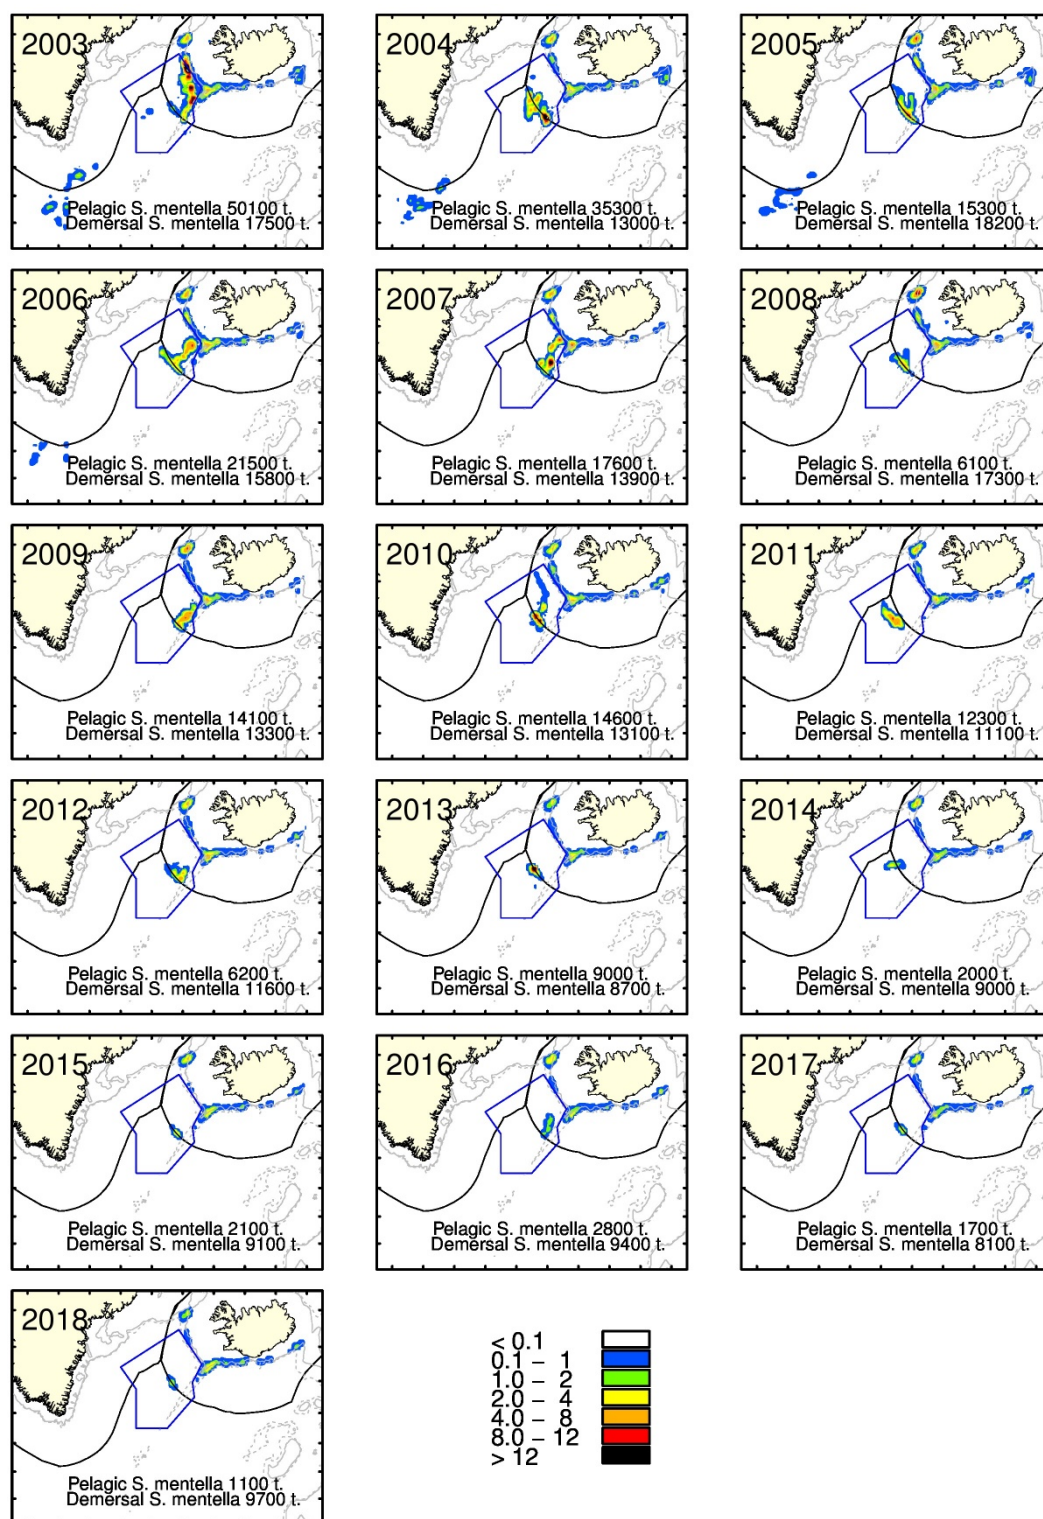 2003
Pelagic S. mentella 50100 t.
Demersal S. mentella 17500 t.
2004
Pelagic S. mentella 35300 t.
Demersal S. mentella 13000 t.
2005
Pelagic S. mentella 15300 t.
Demersal S. mentella 18200 t.
2006
Pelagic S. mentella 21500 t.
Demersal S. mentella 15800 t.
2007
Pelagic S. mentella 17600 t.
Demersal S. mentella 13900 t.
2008
Pelagic S. mentella 6100 t.
Demersal S. mentella 17300 t.
2009
Pelagic S. mentella 14100 t.
Demersal S. mentella 13300 t.
2010
Pelagic S. mentella 14600 t.
Demersal S. mentella 13100 t.
2011
Pelagic S. mentella 12300 t.
Demersal S. mentella 11100 t.
2012
Pelagic S. mentella 6200 t.
Demersal S. mentella 11600 t.
2013
Pelagic S. mentella 9000 t.
Demersal S. mentella 8700 t.
2014
Pelagic S. mentella 2000 t.
Demersal S. mentella 9000 t.
2015
Pelagic S. mentella 2100 t.
Demersal S. mentella 9100 t.
2016
Pelagic S. mentella 2800 t.
Demersal S. mentella 9400 t.
2017
Pelagic S. mentella 1700 t.
Demersal S. mentella 8100 t.
2018
Pelagic S. mentella 1100 t.
Demersal S. mentella 9700 t.
< 0.1
0.1 – 1
1.0 – 2
2.0 – 4
4.0 – 8
8.0 – 12
> 12